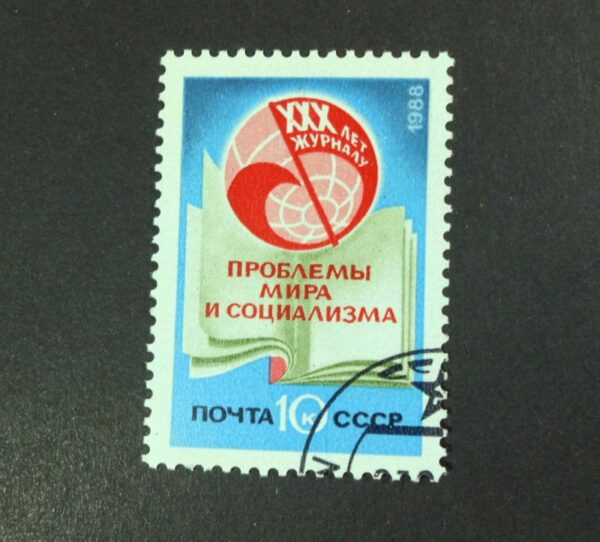 1988
XXX ЛЕТ
ЖУРНАЛУ
ПРОБЛЕМЫ
МИРА
И СОЦИАЛИЗМА
ПОЧТА 10 К СССР